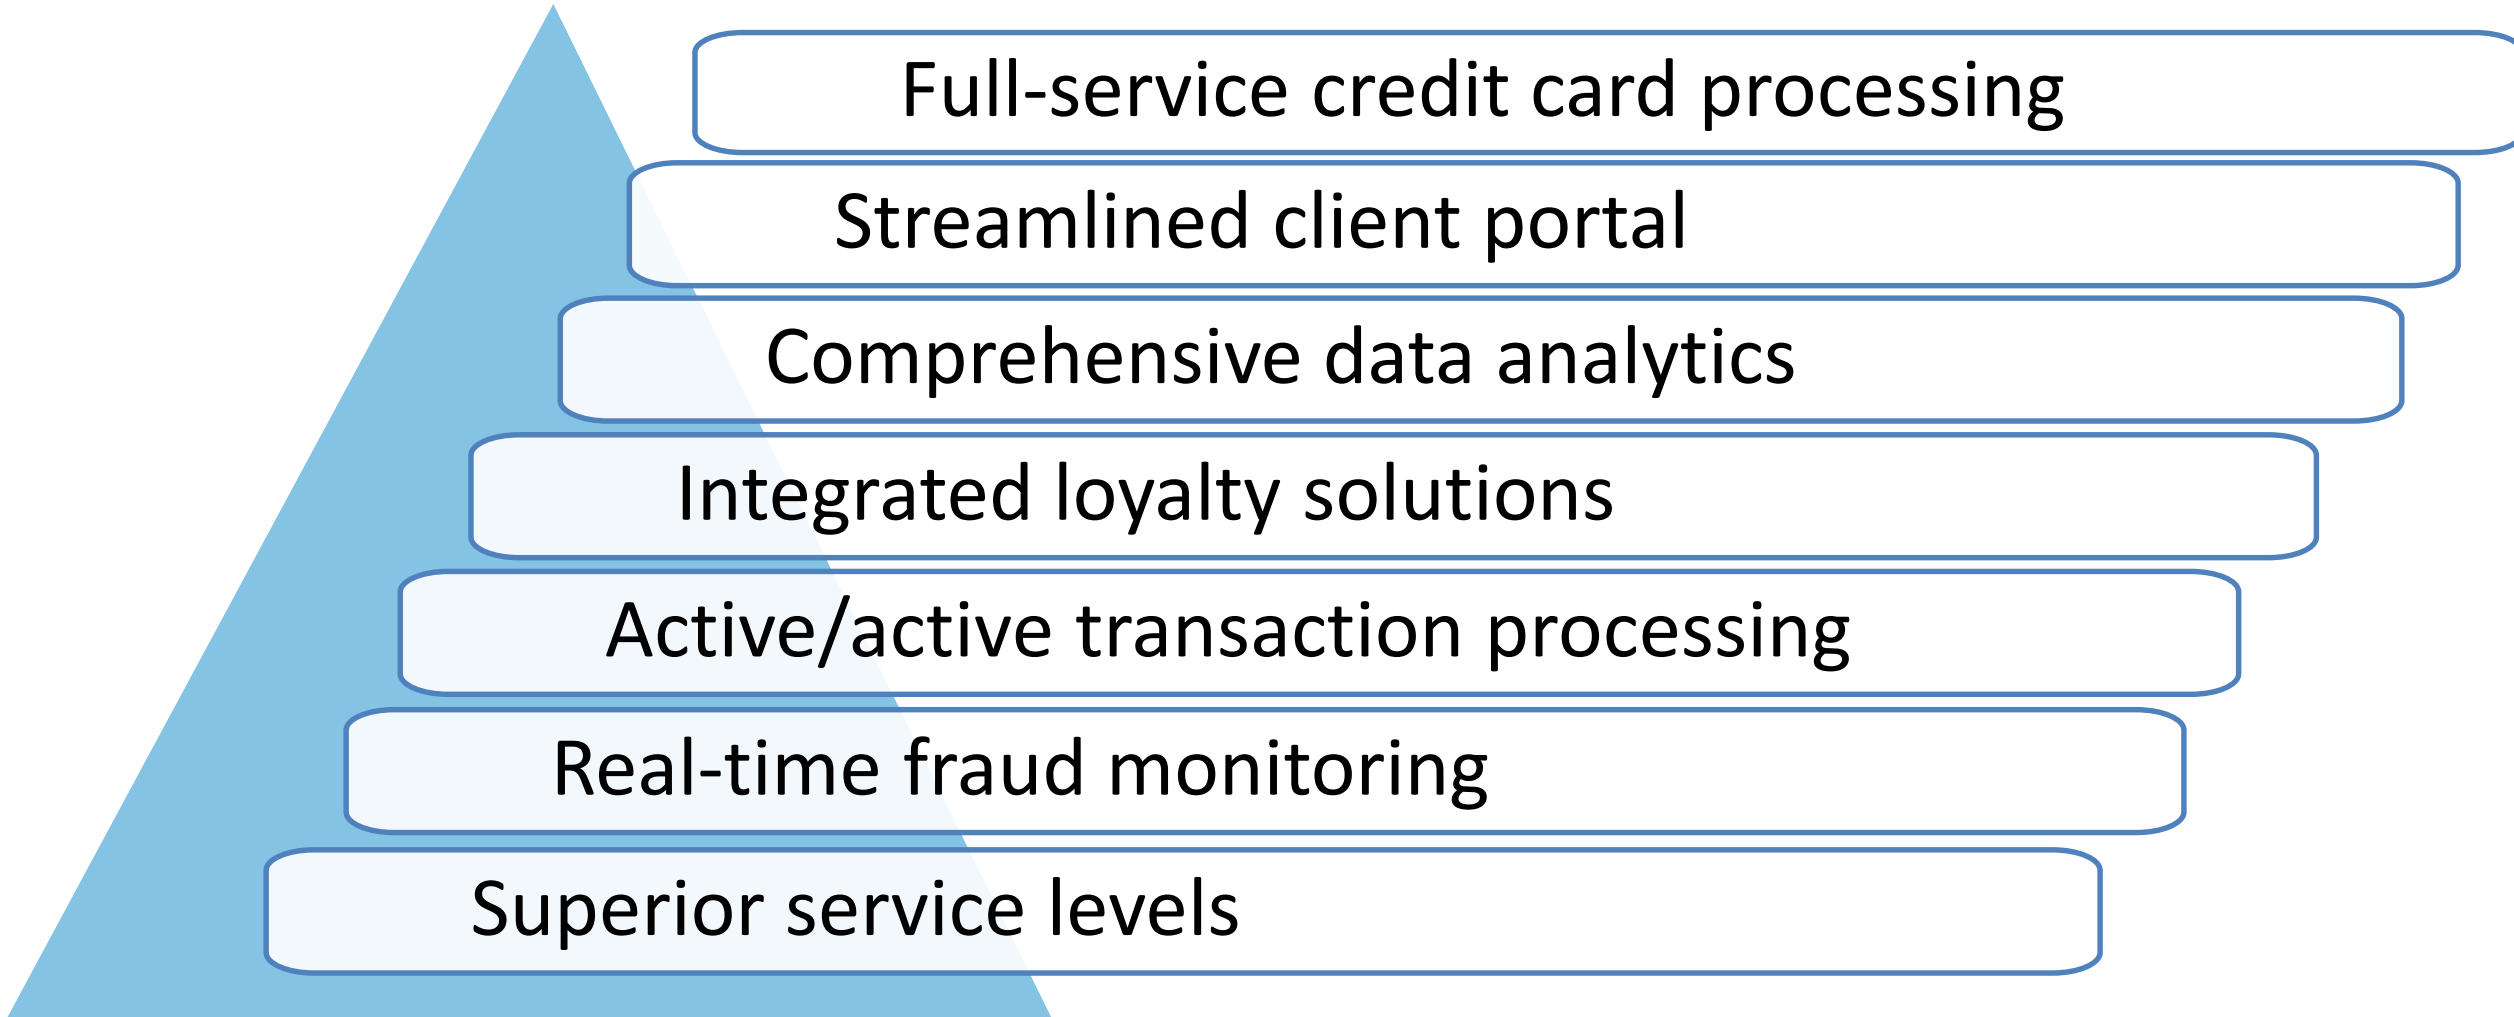 Full-service credit card processing
Streamlined client portal
Comprehensive data analytics
Integrated loyalty solutions
Active/active transaction processing
Real-time fraud monitoring
Superior service levels